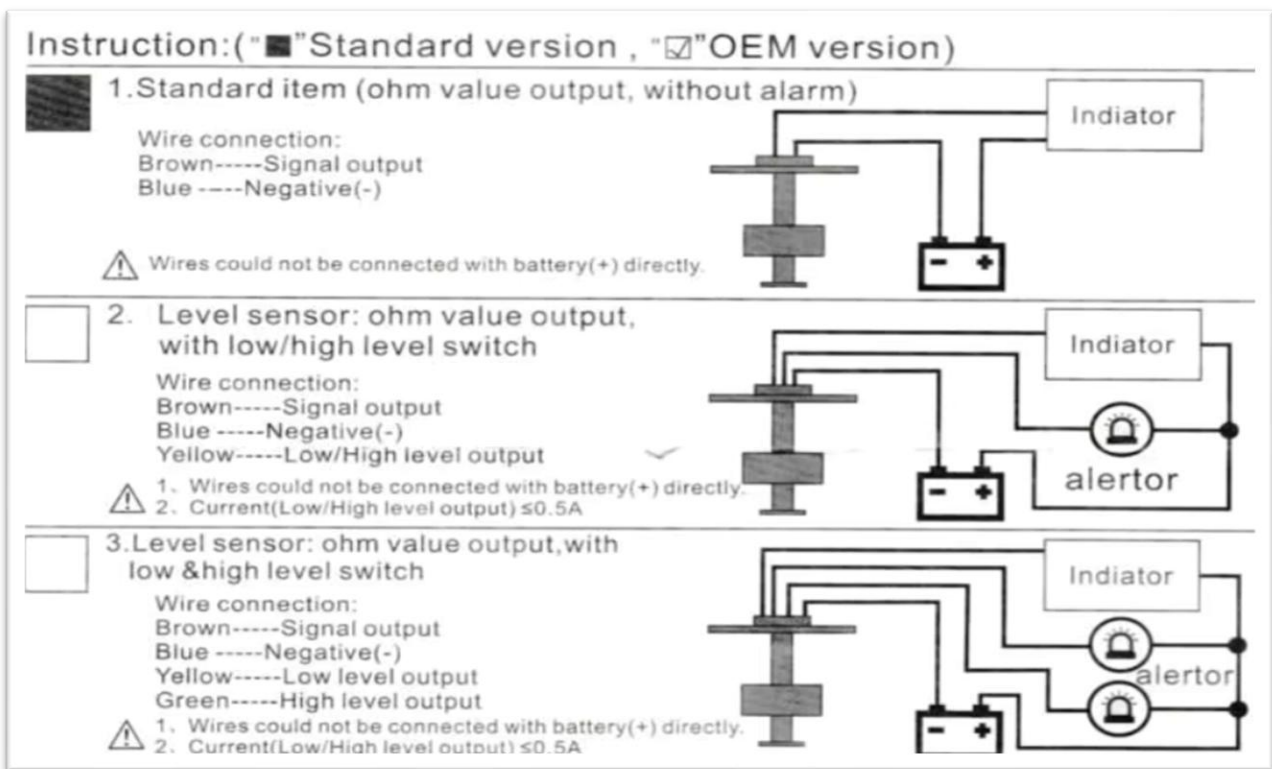 Instruction:("■"Standard version , "☑"OEM version)
1.Standard item (ohm value output, without alarm)
Wire connection:
Brown-----Signal output
Blue -----Negative(-)
⚠ Wires could not be connected with battery(+) directly.
Indiator
- +
2. Level sensor: ohm value output,
with low/high level switch
Wire connection:
Brown-----Signal output
Blue -----Negative(-)
Yellow-----Low/High level output
⚠ 1、Wires could not be connected with battery(+) directly.
2、Current(Low/High level output) ≤0.5A
Indiator
alertor
- +
3.Level sensor: ohm value output,with
low &high level switch
Wire connection:
Brown-----Signal output
Blue -----Negative(-)
Yellow-----Low level output
Green-----High level output
⚠ 1、Wires could not be connected with battery(+) directly.
2、Current(Low/High level output) ≤0.5A
Indiator
alertor
- +